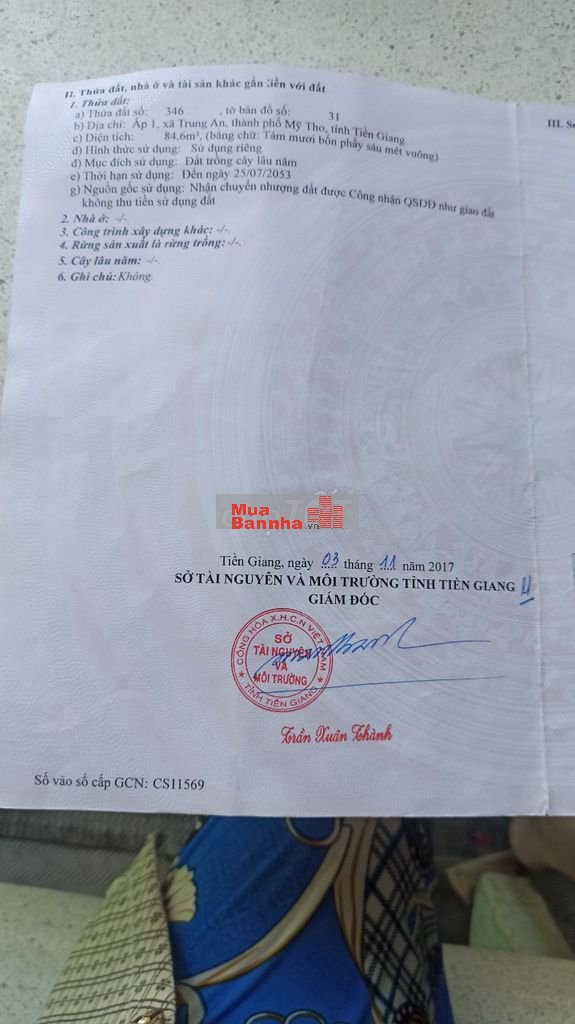 II. Thửa đất, nhà ở và tài sản khác gắn liền với đất
III. S
1. Thửa đất:
a) Thửa đất số: 346 , tờ bản đồ số: 31
b) Địa chỉ: Ấp 1, xã Trung An, thành phố Mỹ Tho, tỉnh Tiền Giang
c) Diện tích: 84,6m², (bằng chữ: Tám mươi bốn phẩy sáu mét vuông)
d) Hình thức sử dụng: Sử dụng riêng
đ) Mục đích sử dụng: Đất trồng cây lâu năm
e) Thời hạn sử dụng: Đến ngày 25/07/2053
g) Nguồn gốc sử dụng: Nhận chuyển nhượng đất được Công nhận QSDĐ như giao đất
không thu tiền sử dụng đất
2. Nhà ở: -/-.
3. Công trình xây dựng khác: -/-.
4. Rừng sản xuất là rừng trồng: -/-.
5. Cây lâu năm: -/-.
6. Ghi chú: Không.
Mua
Bannha.vn
Tiền Giang, ngày 03 tháng 11 năm 2017
SỞ TÀI NGUYÊN VÀ MÔI TRƯỜNG TỈNH TIỀN GIANG
GIÁM ĐỐC
CỘNG HÒA X.H.C.N VIỆT NAM
SỞ
TÀI NGUYÊN
VÀ
MÔI TRƯỜNG
TỈNH TIỀN GIANG
Trần Xuân Thành
Số vào sổ cấp GCN: CS11569